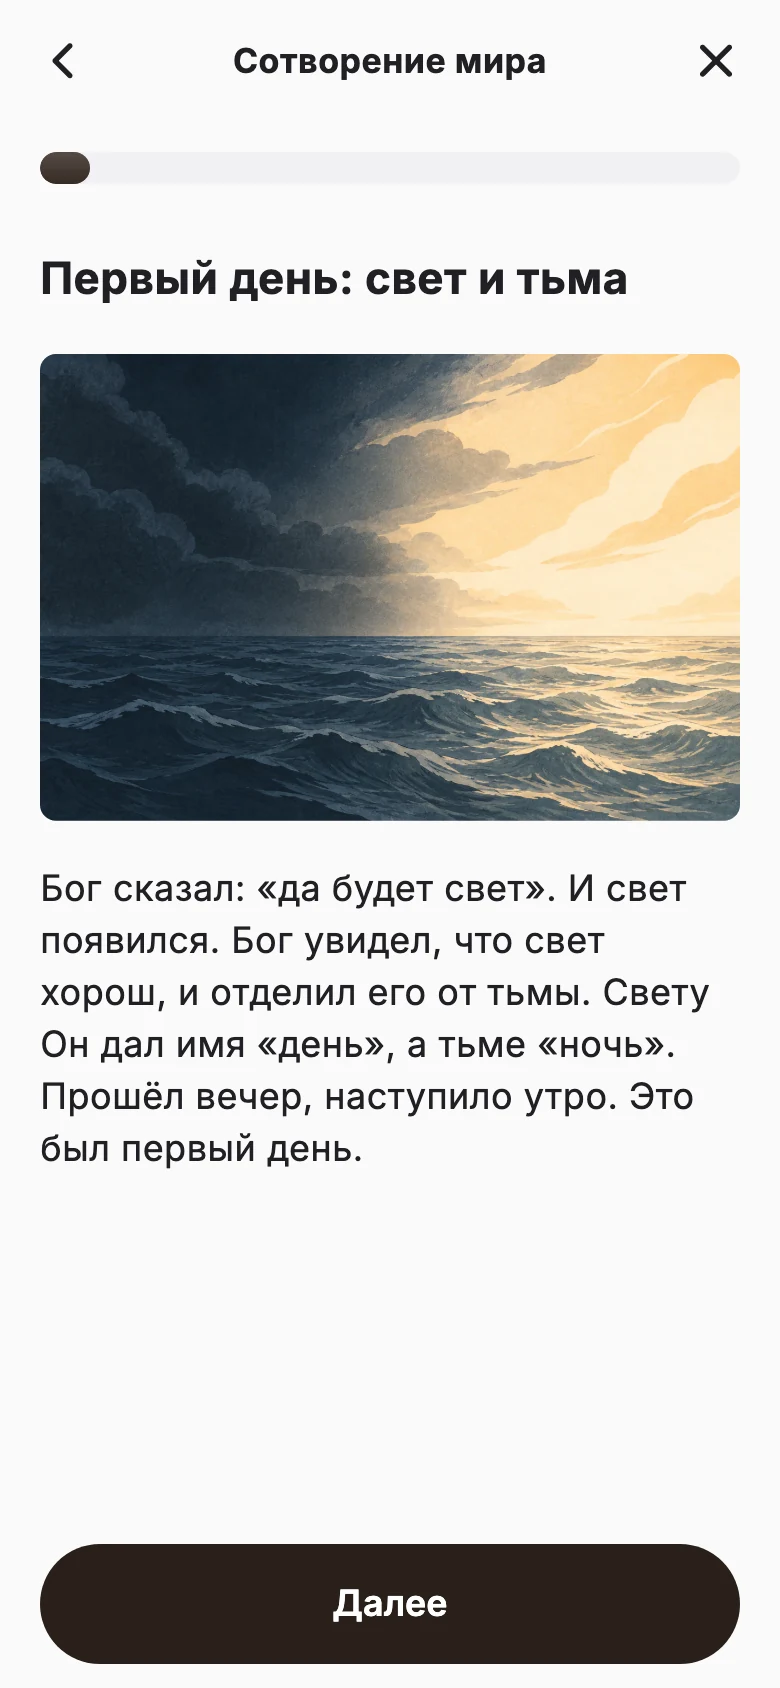 Сотворение мира
Первый день: свет и тьма
Бог сказал: «да будет свет». И свет
появился. Бог увидел, что свет
хорош, и отделил его от тьмы. Свету
Он дал имя «день», а тьме «ночь».
Прошёл вечер, наступило утро. Это
был первый день.
Далее